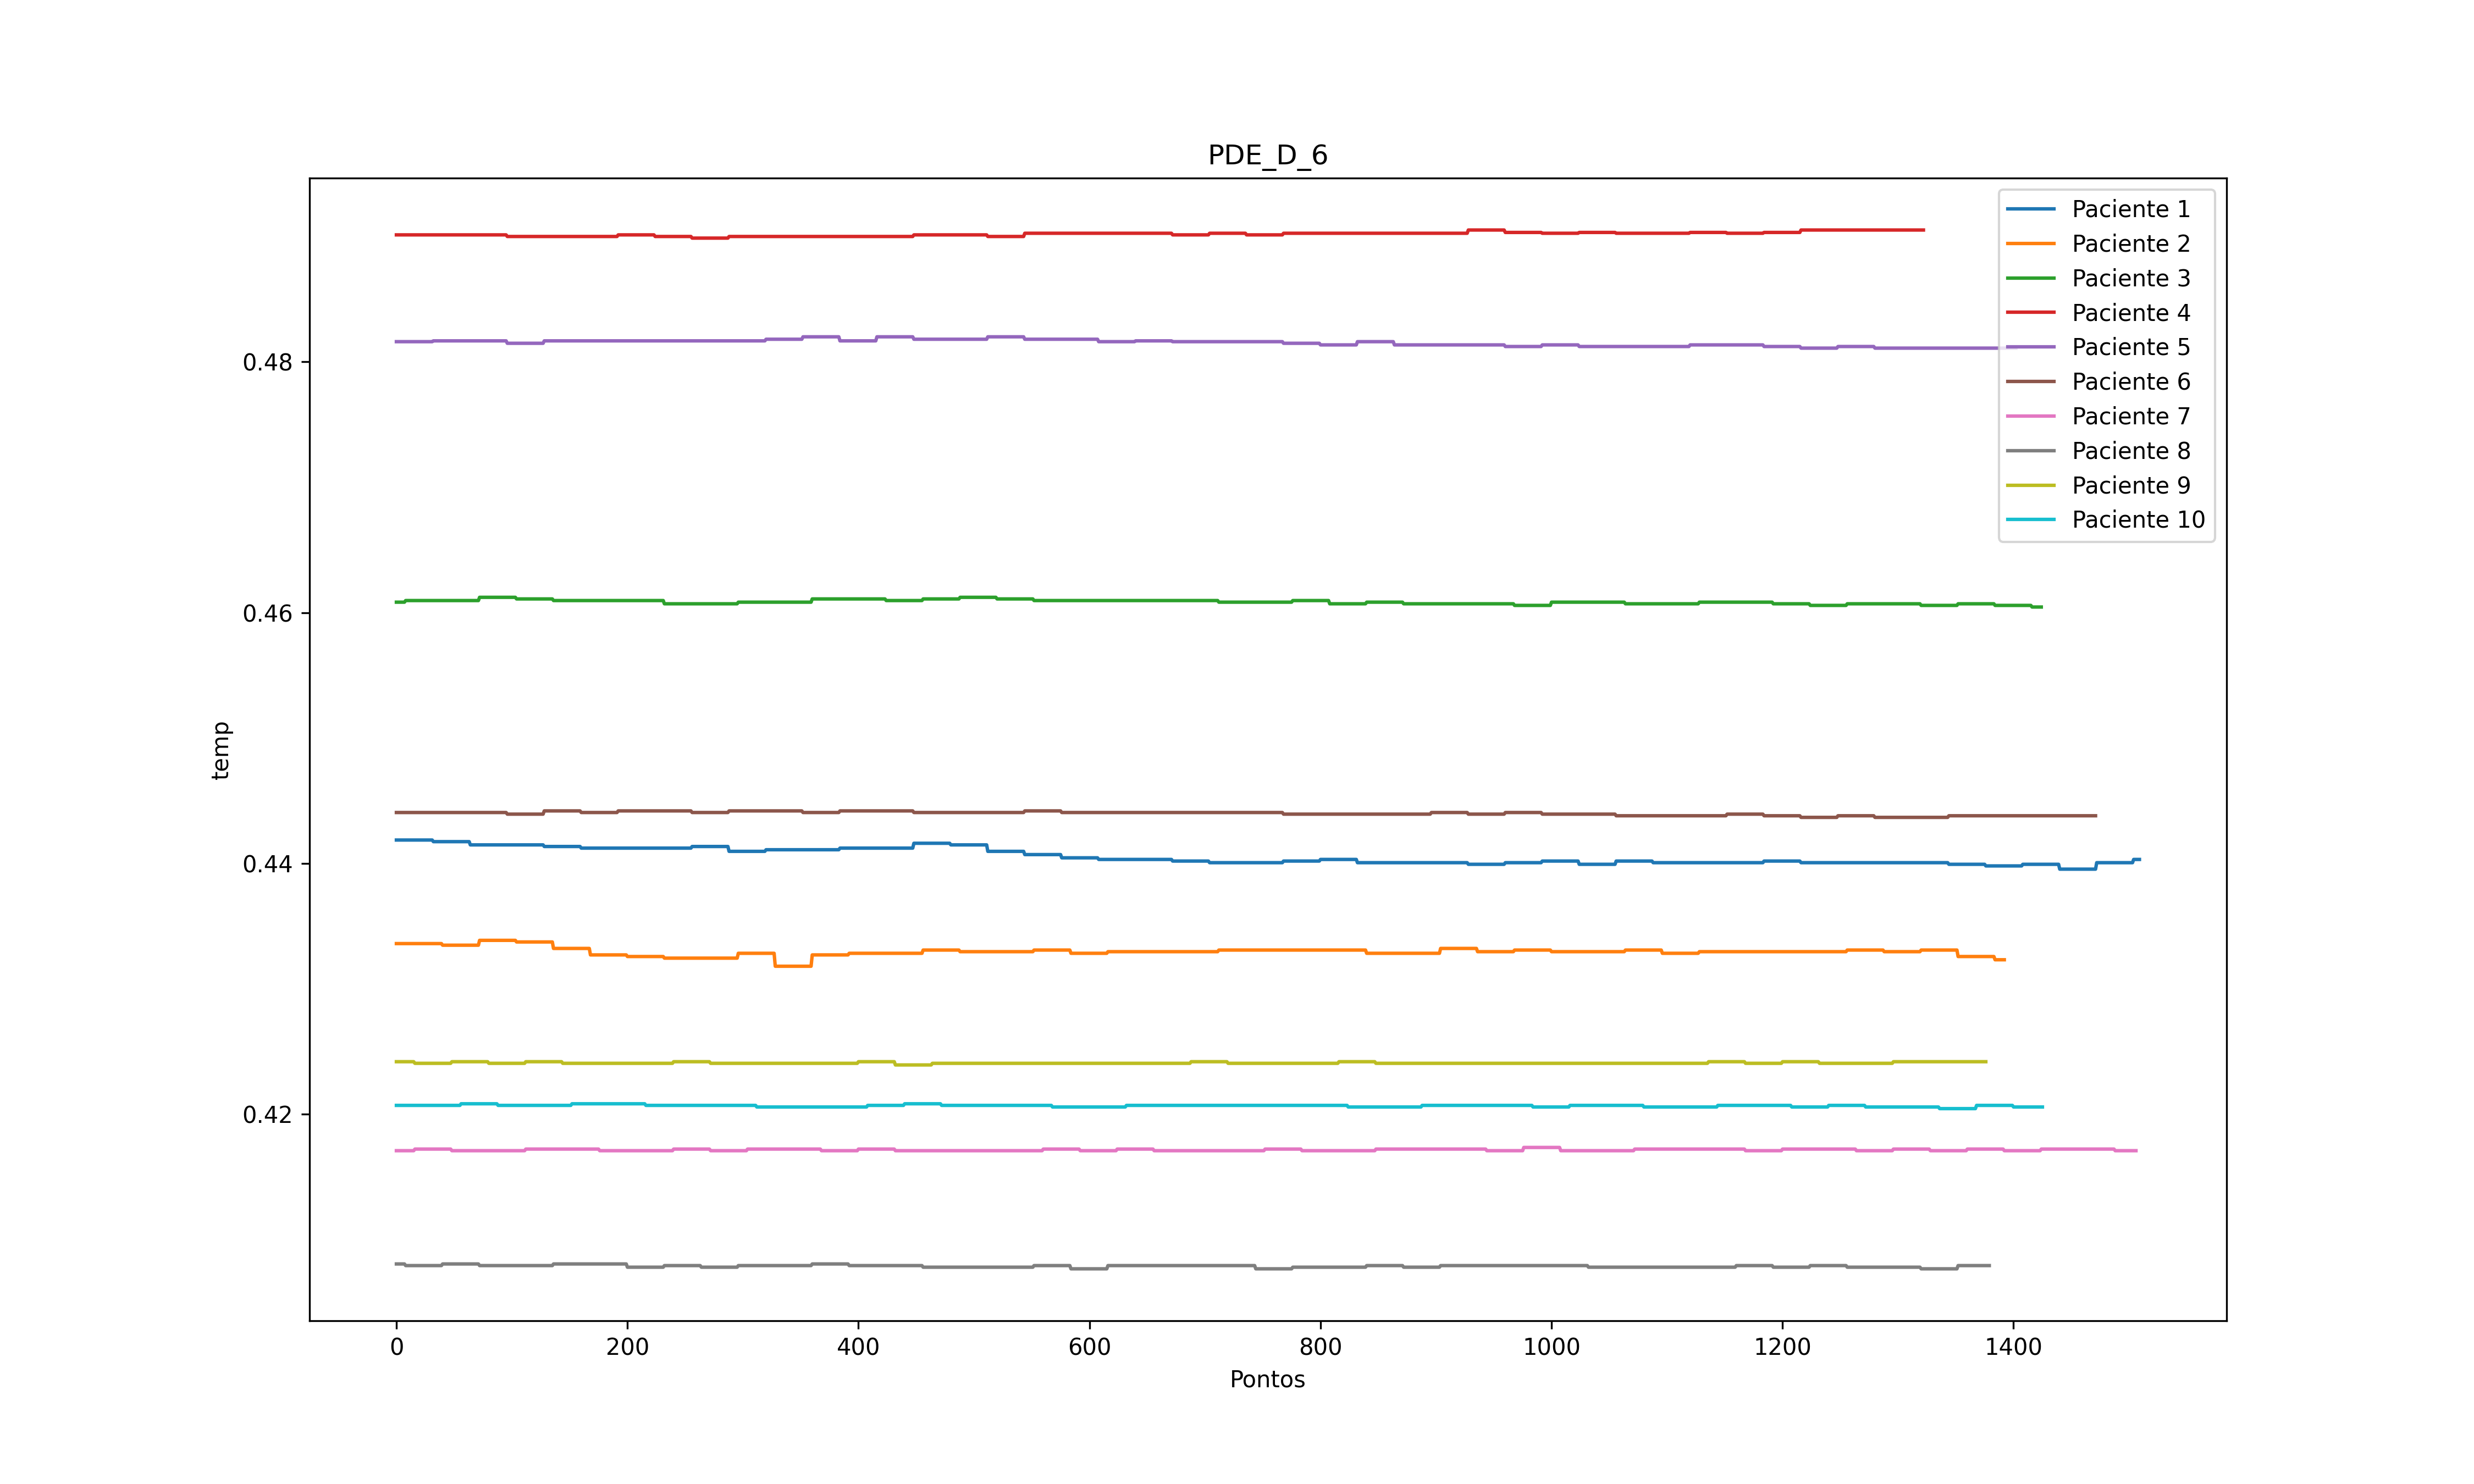 PDE_D_6
Paciente 1
Paciente 2
Paciente 3
Paciente 4
Paciente 5
Paciente 6
Paciente 7
Paciente 8
Paciente 9
Paciente 10
0.48
0.46
0.44
0.42
temp
0 200 400 600 800 1000 1200 1400
Pontos